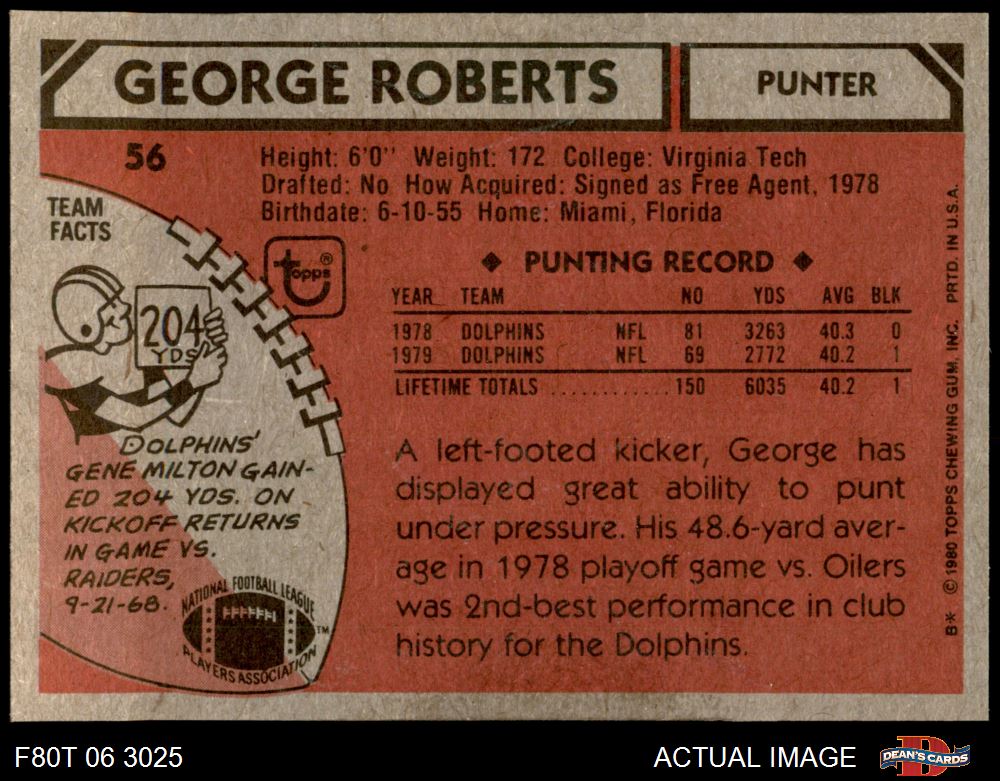 GEORGE ROBERTS
PUNTER
56
Height: 6'0" Weight: 172 College: Virginia Tech
Drafted: No How Acquired: Signed as Free Agent, 1978
Birthdate: 6-10-55 Home: Miami, Florida
TEAM
FACTS
204
YDS
DOLPHINS'
GENE MILTON GAIN-
ED 204 YDS. ON
KICKOFF RETURNS
IN GAME VS.
RAIDERS,
9-21-68.
NATIONAL FOOTBALL LEAGUE
PLAYERS ASSOCIATION
TM
topps®
◆ PUNTING RECORD ◆
YEAR TEAM NO YDS AVG BLK
1978 DOLPHINS NFL 81 3263 40.3 0
1979 DOLPHINS NFL 69 2772 40.2 1
LIFETIME TOTALS ............ 150 6035 40.2 1
A left-footed kicker, George has
displayed great ability to punt
under pressure. His 48.6-yard aver-
age in 1978 playoff game vs. Oilers
was 2nd-best performance in club
history for the Dolphins.
B* © 1980 TOPPS CHEWING GUM, INC. PRTD. IN U.S.A.
F80T 06 3025
ACTUAL IMAGE
D
DEAN'S CARDS